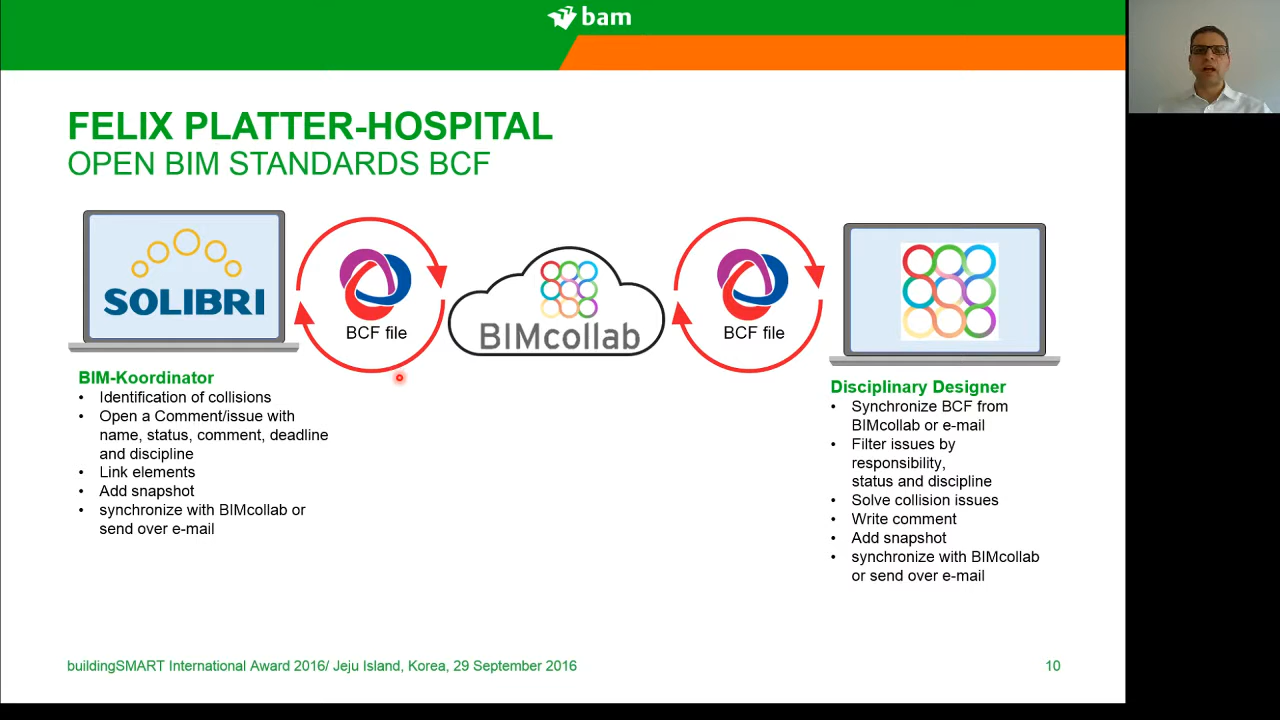 bam
FELIX PLATTER-HOSPITAL
OPEN BIM STANDARDS BCF
SOLIBRI
BCF file
BIMcollab
BCF file
BIM-Koordinator
• Identification of collisions
• Open a Comment/issue with
name, status, comment, deadline
and discipline
• Link elements
• Add snapshot
• synchronize with BIMcollab or
send over e-mail
Disciplinary Designer
• Synchronize BCF from
BIMcollab or e-mail
• Filter issues by
responsibility,
status and discipline
• Solve collision issues
• Write comment
• Add snapshot
• synchronize with BIMcollab
or send over e-mail
buildingSMART International Award 2016/ Jeju Island, Korea, 29 September 2016
10